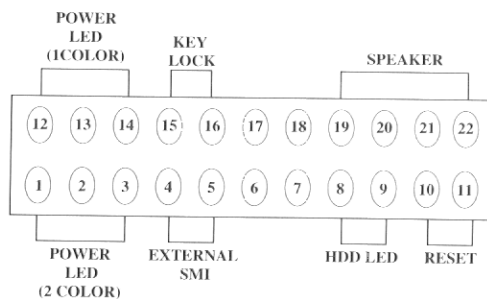 POWER
LED
(1COLOR)
KEY
LOCK
SPEAKER
12 13 14 15 16 17 18 19 20 21 22
1 2 3 4 5 6 7 8 9 10 11
POWER
LED
(2 COLOR)
EXTERNAL
SMI
HDD LED
RESET